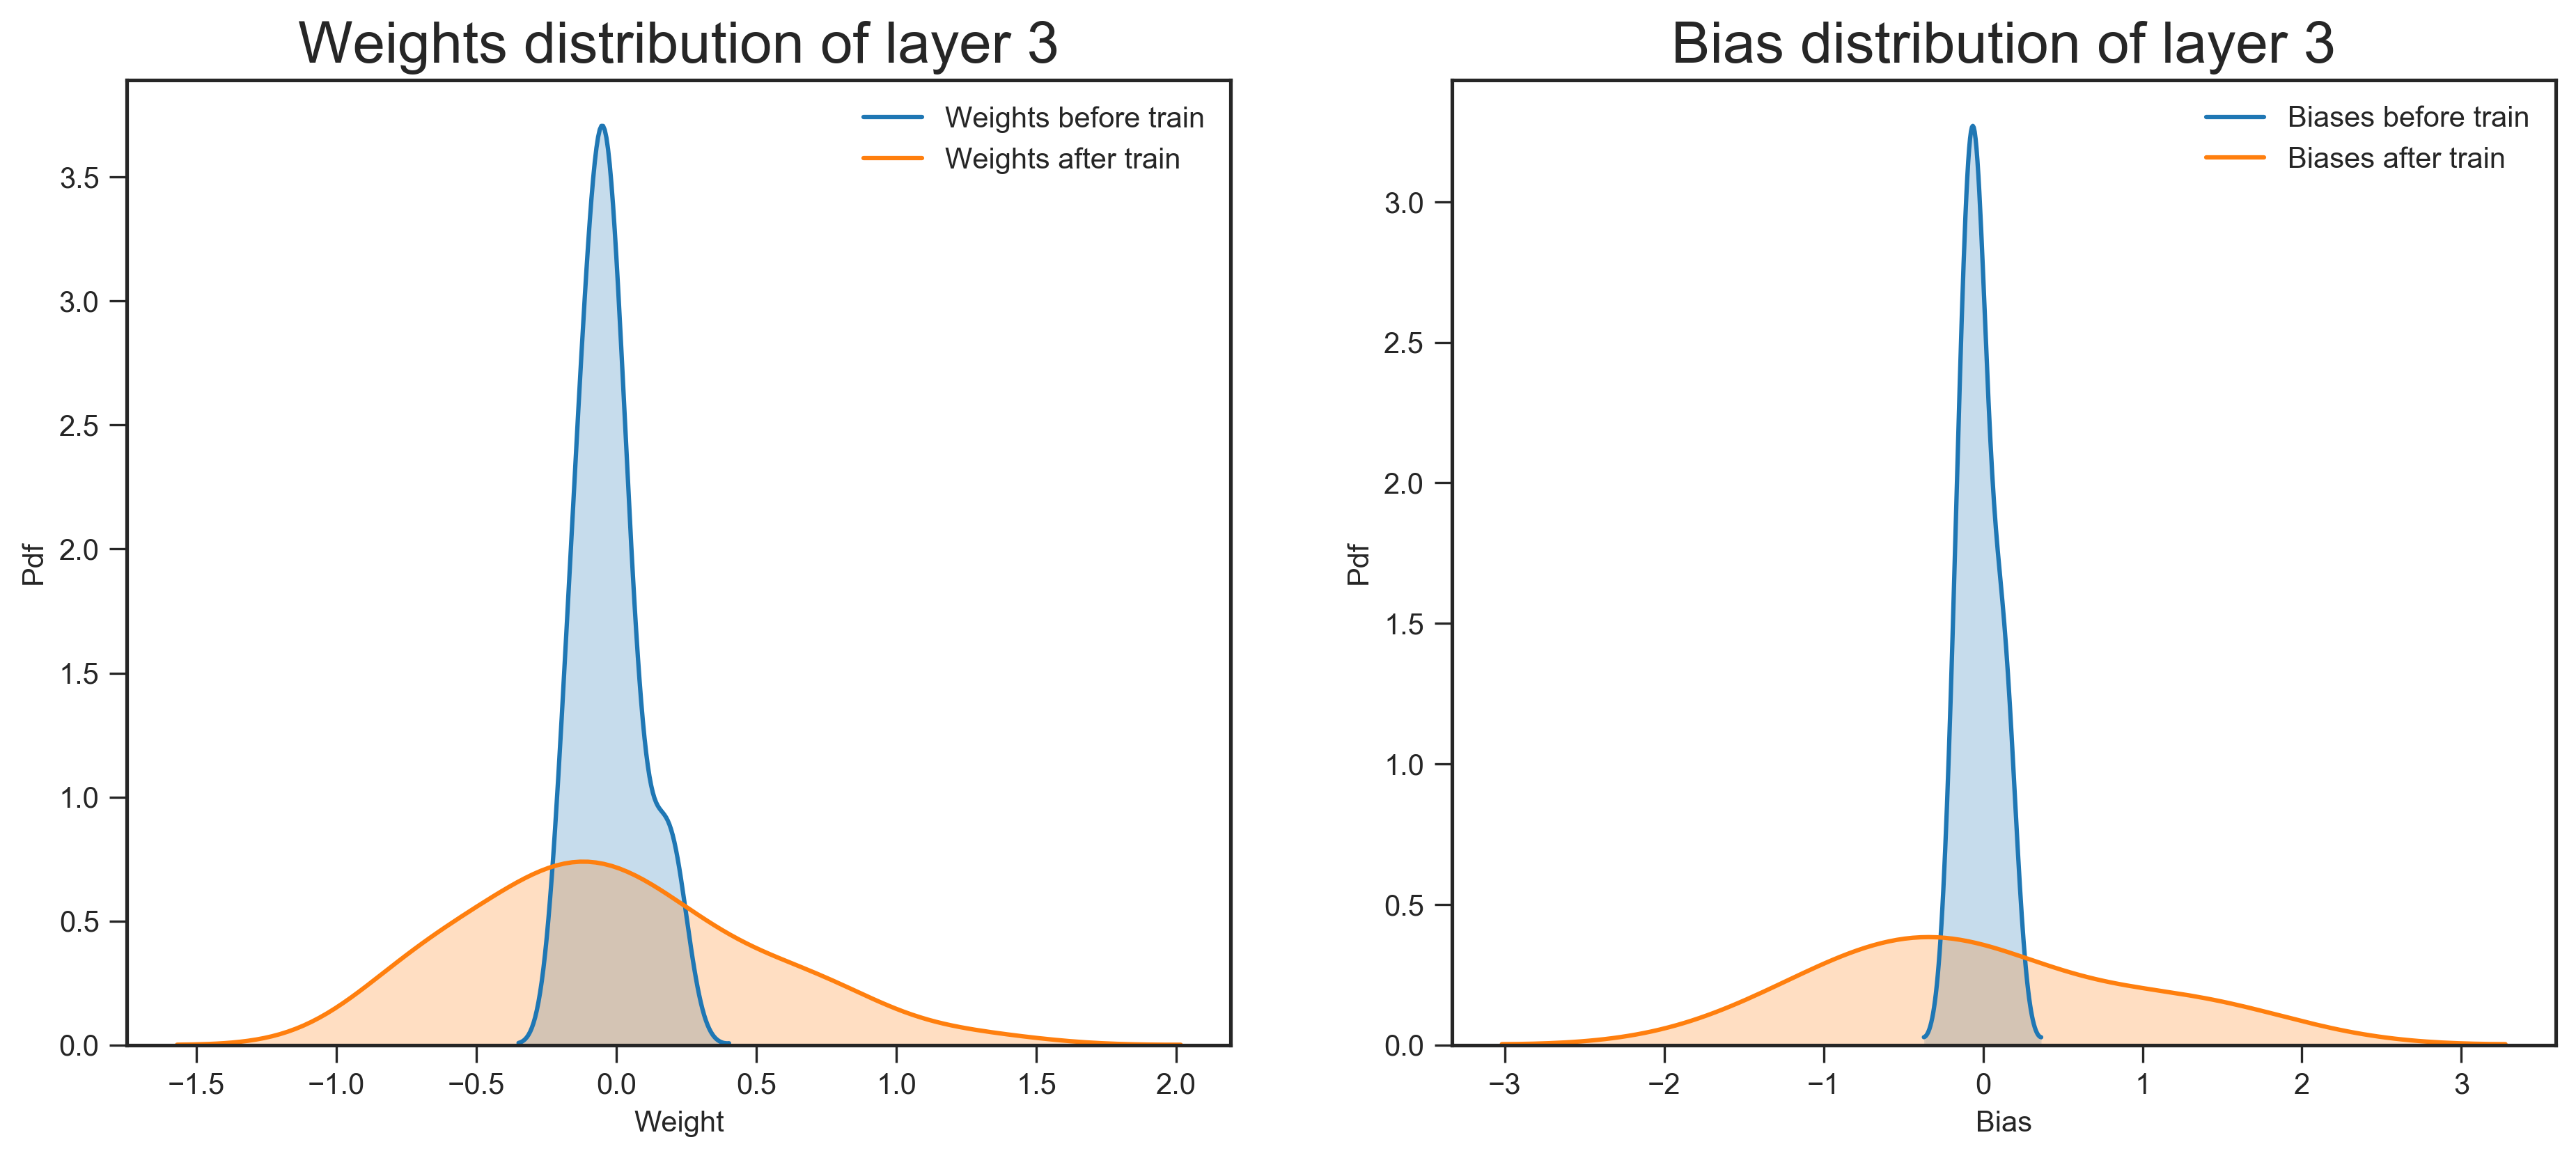 Weights distribution of layer 3
Weights before train
Weights after train
3.5
3.0
2.5
2.0
1.5
1.0
0.5
0.0
Pdf
−1.5 −1.0 −0.5 0.0 0.5 1.0 1.5 2.0
Weight
Bias distribution of layer 3
Biases before train
Biases after train
3.0
2.5
2.0
1.5
1.0
0.5
0.0
Pdf
−3 −2 −1 0 1 2 3
Bias